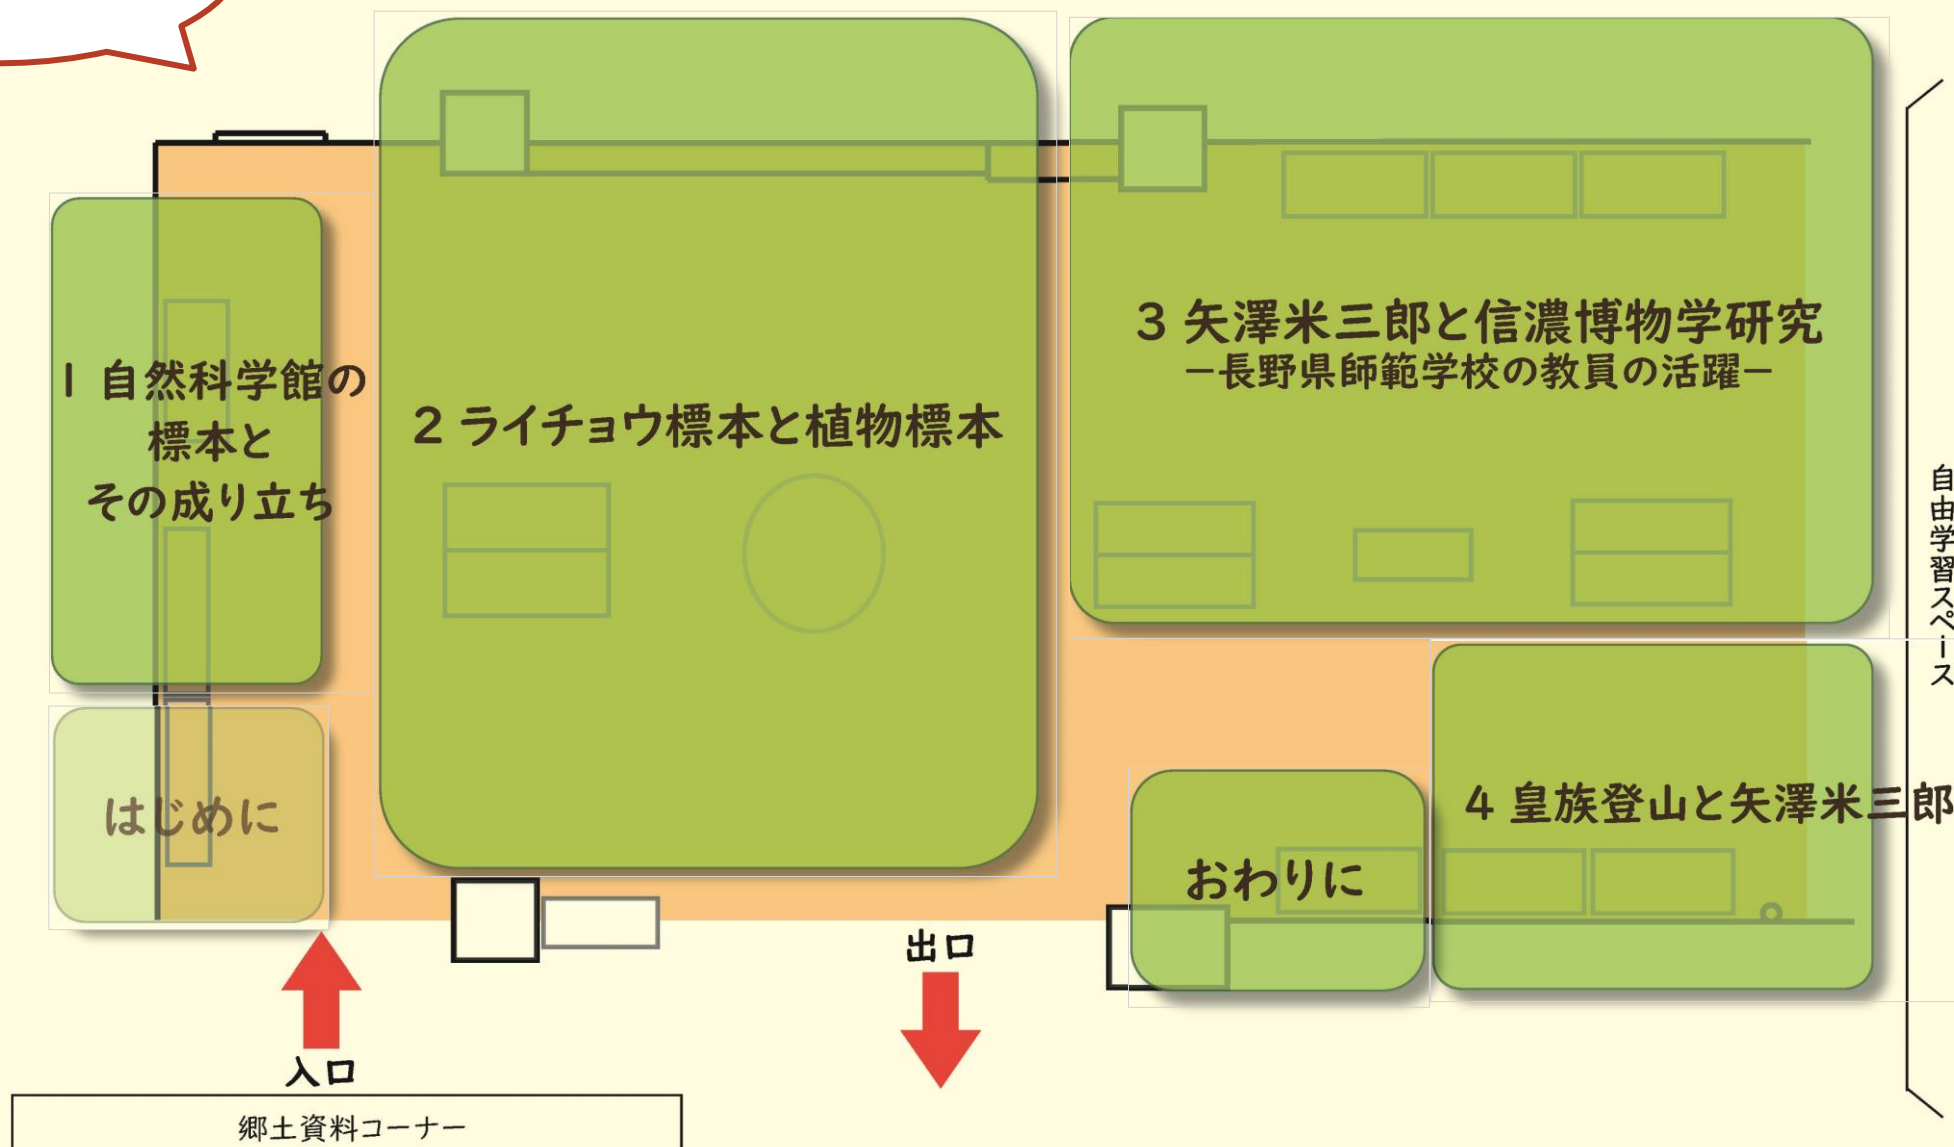 1 自然科学館の
標本と
その成り立ち
2 ライチョウ標本と植物標本
3 矢澤米三郎と信濃博物学研究
－長野県師範学校の教員の活躍－
自由学習スペース
はじめに
4 皇族登山と矢澤米三郎
おわりに
出口
入口
郷土資料コーナー